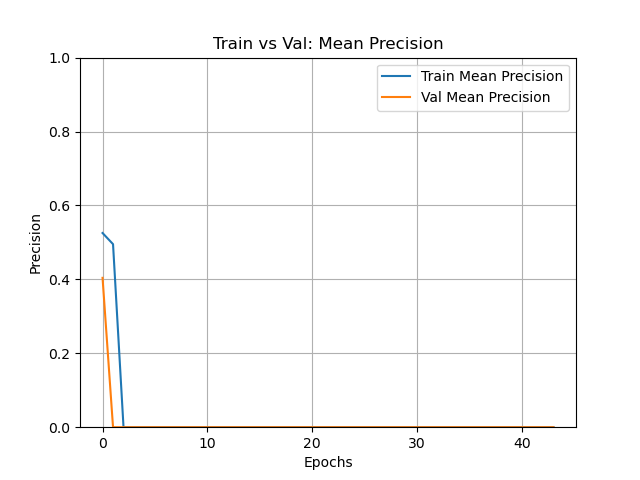 Train vs Val: Mean Precision
Train Mean Precision
Val Mean Precision
1.0
0.8
0.6
0.4
0.2
0.0
Precision
0 10 20 30 40
Epochs